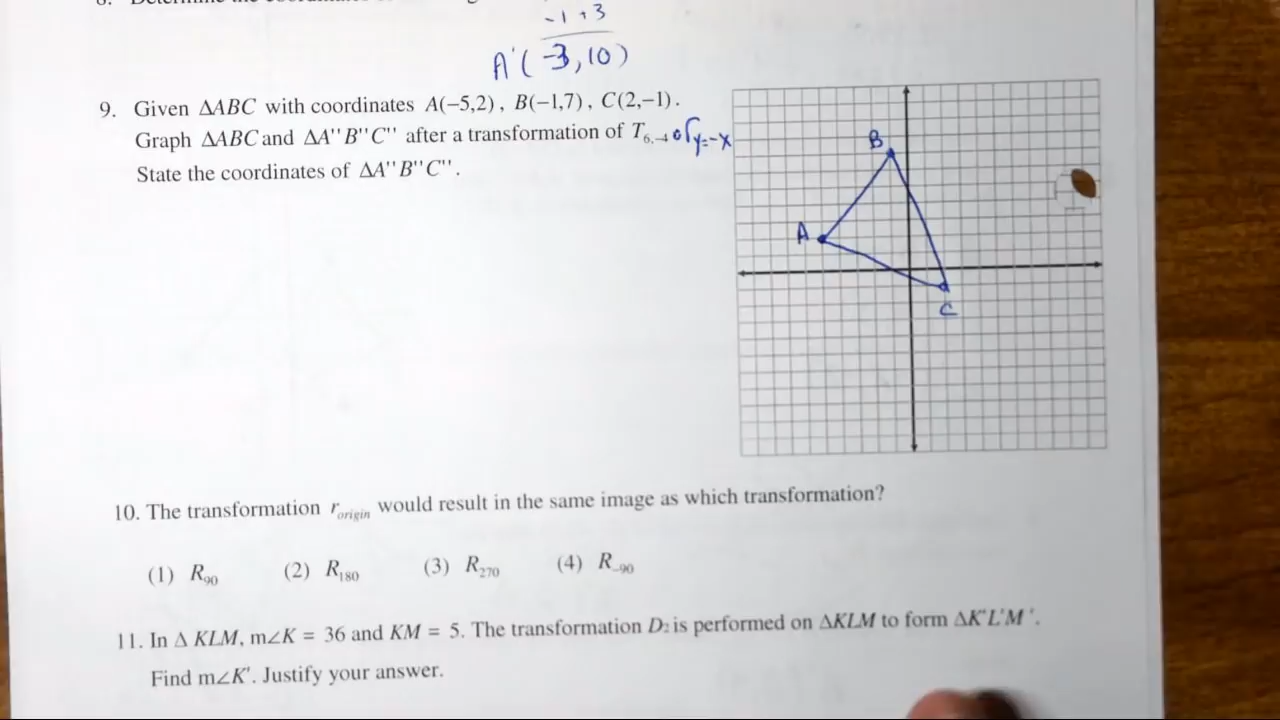 -1 +3
A'(-3,10)
9. Given ΔABC with coordinates A(−5,2), B(−1,7), C(2,−1).
Graph ΔABC and ΔA''B''C'' after a transformation of T6,−4 ∘ r y=-x
State the coordinates of ΔA''B''C''.
B
A
C
10. The transformation r origin would result in the same image as which transformation?
(1) R90 (2) R180 (3) R270 (4) R−90
11. In Δ KLM, m∠K = 36 and KM = 5. The transformation D2 is performed on ΔKLM to form ΔK'L'M'.
Find m∠K'. Justify your answer.